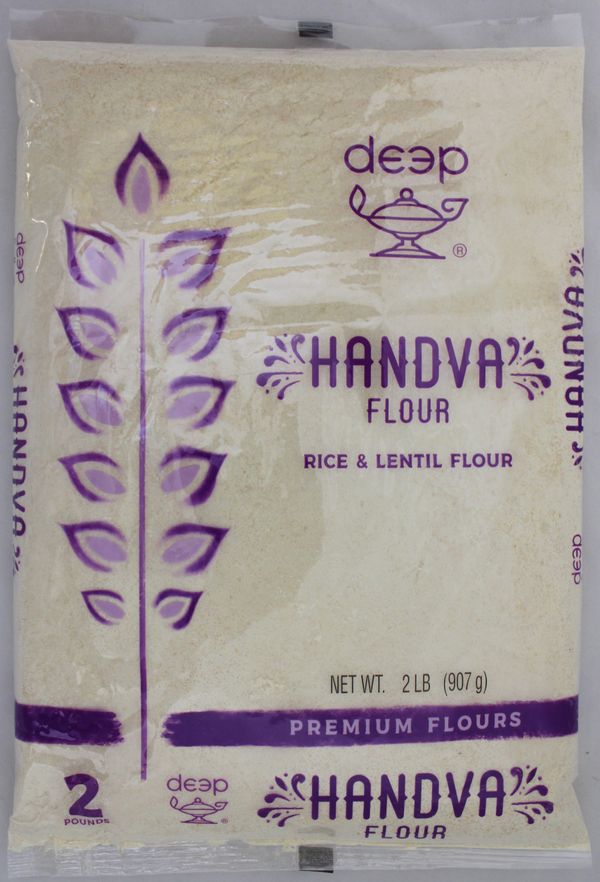 deep
®
HANDVA
FLOUR
RICE & LENTIL FLOUR
deep
HANDVA
HANDVA
deep
NET WT. 2 LB (907 g)
PREMIUM FLOURS
2
POUNDS
deep
®
HANDVA
FLOUR